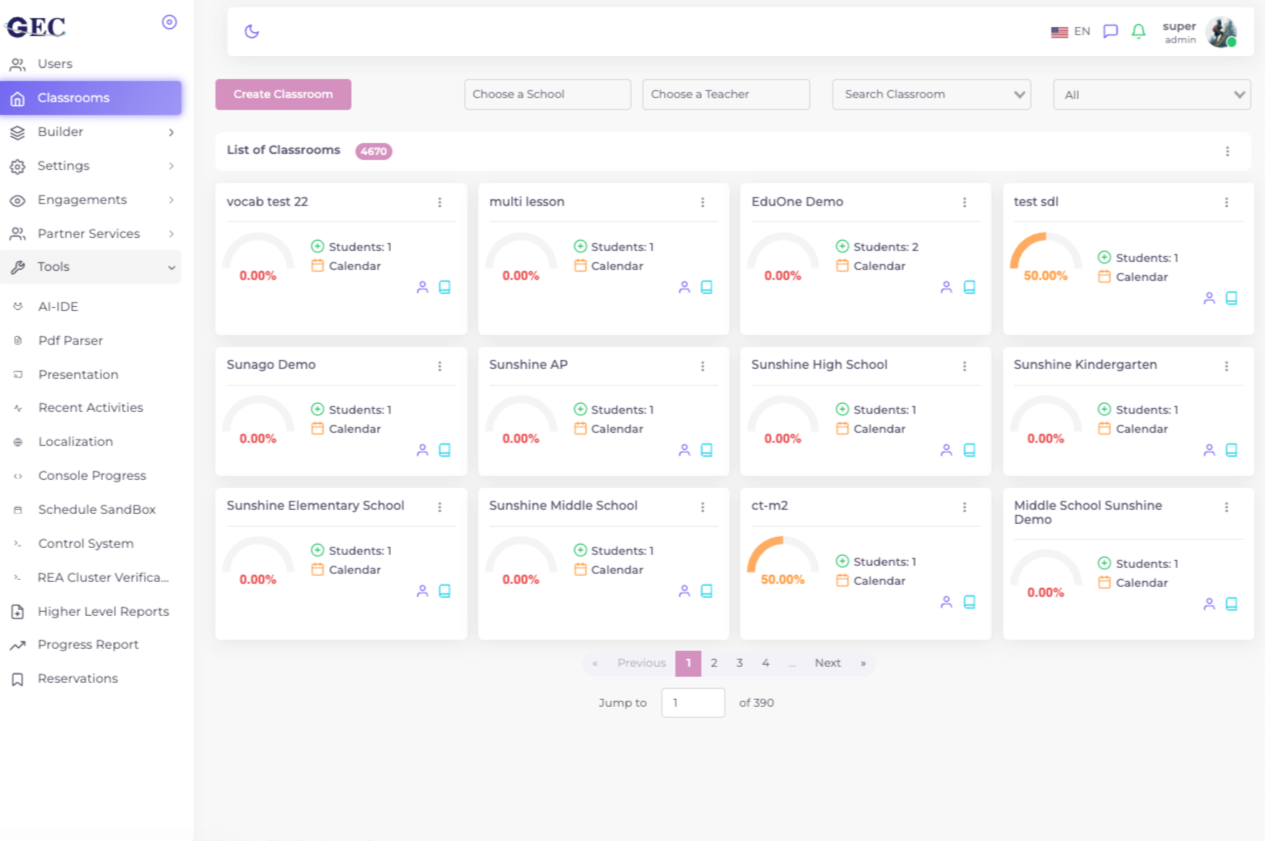 GEC
Users
Classrooms
Builder
Settings
Engagements
Partner Services
Tools
AI-IDE
Pdf Parser
Presentation
Recent Activities
Localization
Console Progress
Schedule SandBox
Control System
REA Cluster Verifica...
Higher Level Reports
Progress Report
Reservations
EN
super
admin
Create Classroom
Choose a School
Choose a Teacher
Search Classroom
All
List of Classrooms 4670
vocab test 22
Students: 1
Calendar
0.00%
multi lesson
Students: 1
Calendar
0.00%
EduOne Demo
Students: 2
Calendar
0.00%
test sdl
Students: 1
Calendar
50.00%
Sunago Demo
Students: 1
Calendar
0.00%
Sunshine AP
Students: 1
Calendar
0.00%
Sunshine High School
Students: 1
Calendar
0.00%
Sunshine Kindergarten
Students: 1
Calendar
0.00%
Sunshine Elementary School
Students: 1
Calendar
0.00%
Sunshine Middle School
Students: 1
Calendar
0.00%
ct-m2
Students: 1
Calendar
50.00%
Middle School Sunshine
Demo
Students: 1
Calendar
0.00%
« Previous 1 2 3 4 ... Next »
Jump to 1 of 390